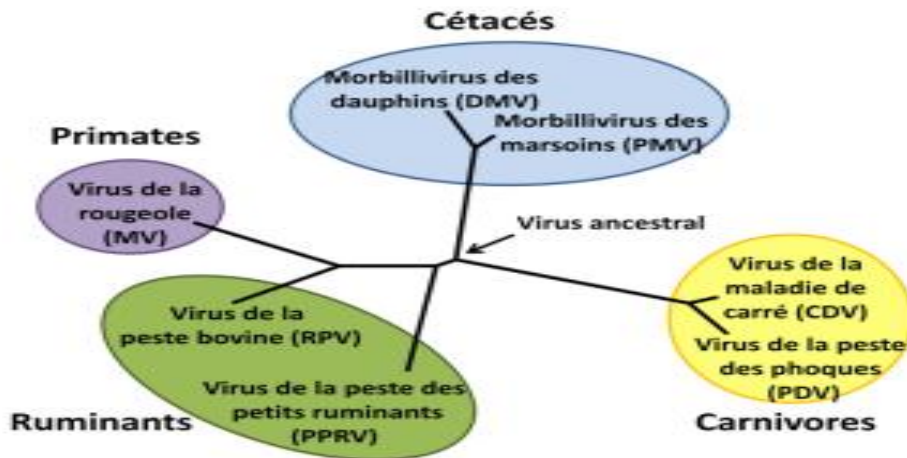 Cétacés
Morbillivirus des
dauphins (DMV)
Morbillivirus des
marsoins (PMV)
Primates
Virus de la
rougeole
(MV)
Virus ancestral
Virus de la
maladie de
carré (CDV)
Virus de la peste
des phoques
(PDV)
Carnivores
Virus de la
peste bovine (RPV)
Virus de la peste des
petits ruminants
(PPRV)
Ruminants